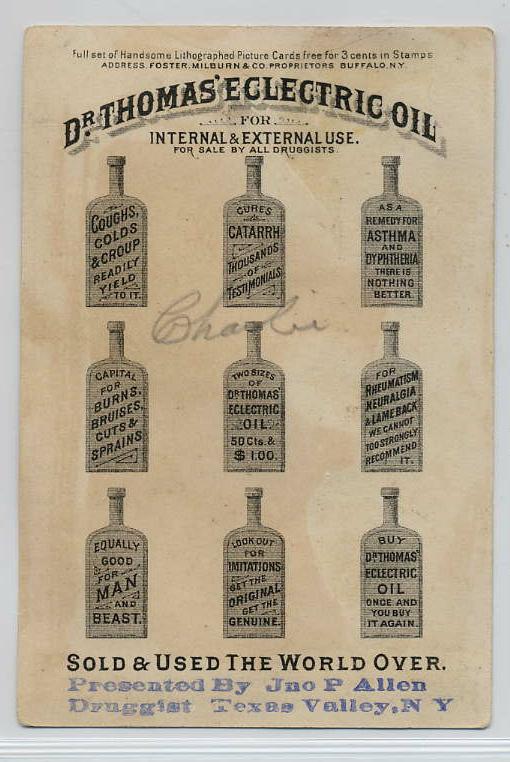 Full set of Handsome Lithographed Picture Cards free for 3 cents in Stamps
ADDRESS. FOSTER. MILBURN & CO. PROPRIETORS BUFFALO. N.Y.
DR. THOMAS' ECLECTRIC OIL
FOR
INTERNAL & EXTERNAL USE.
FOR SALE BY ALL DRUGGISTS
COUGHS,
COLDS
& CROUP
READILY
YIELD
TO IT.
CURES
CATARRH
THOUSANDS
OF
TESTIMONIALS
AS A
REMEDY FOR
ASTHMA
AND
DYPHTHERIA
THERE IS
NOTHING
BETTER
Charlie
CAPITAL
FOR
BURNS,
BRUISES,
CUTS &
SPRAINS
TWO SIZES
OF
DR THOMAS'
ECLECTRIC
OIL.
50 Cts. &
$1.00.
FOR
RHEUMATISM
NEURALGIA
& LAME BACK
WE CANNOT
TOO STRONGLY
RECOMMEND
IT.
EQUALLY
GOOD
FOR
MAN
AND
BEAST.
LOOK OUT
FOR
IMITATIONS
GET THE
ORIGINAL
GET THE
GENUINE.
BUY
DR THOMAS'
ECLECTRIC
OIL
ONCE AND
YOU BUY
IT AGAIN.
SOLD & USED THE WORLD OVER.
Presented By Jno P Allen
Druggist Texas Valley, N Y